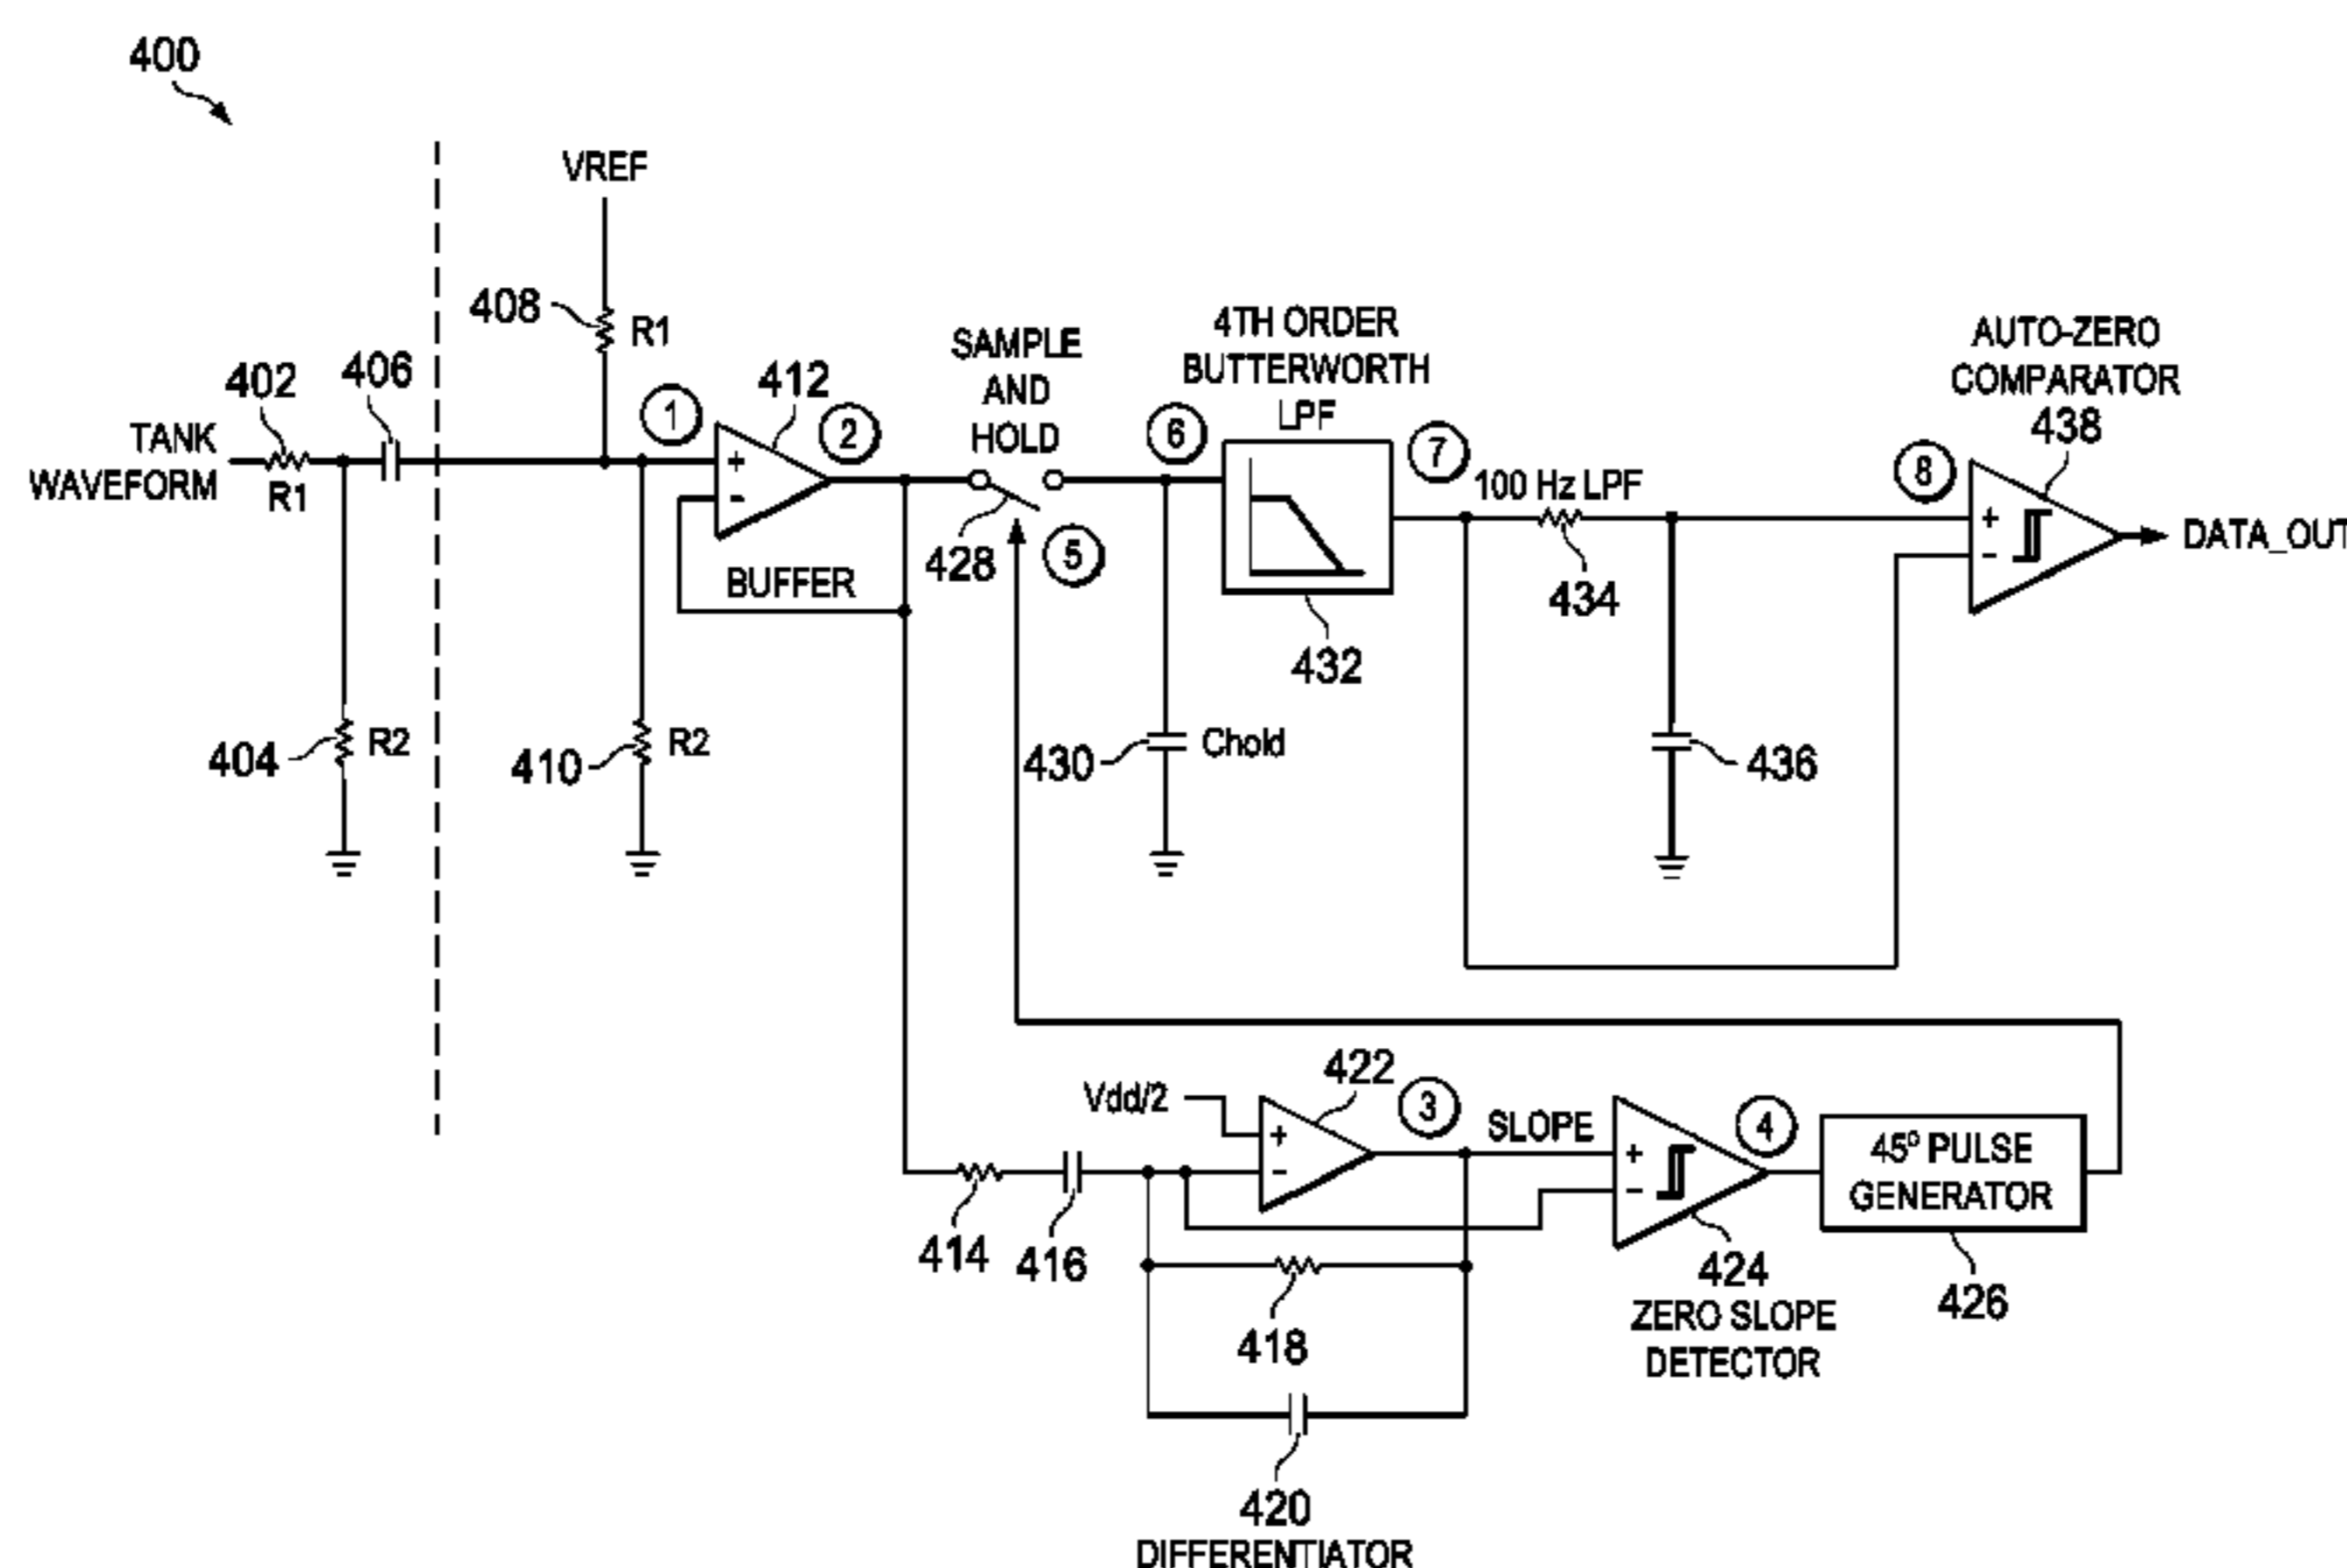 400
VREF
408
R1
402
406
TANK
WAVEFORM
R1
1
412
2
BUFFER
SAMPLE
AND
HOLD
428
5
6
4TH ORDER
BUTTERWORTH
LPF
432
7
100 Hz LPF
434
8
AUTO-ZERO
COMPARATOR
438
DATA_OUT
404
R2
410
R2
430
Chold
436
Vdd/2
422
3
SLOPE
4
45° PULSE
GENERATOR
426
414
416
418
424
ZERO SLOPE
DETECTOR
420
DIFFERENTIATOR